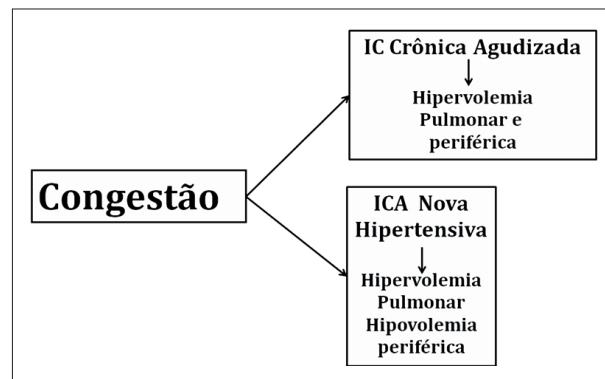 Congestão
IC Crônica Agudizada
Hipervolemia
Pulmonar e
periférica
ICA Nova
Hipertensiva
Hipervolemia
Pulmonar
Hipovolemia
periférica